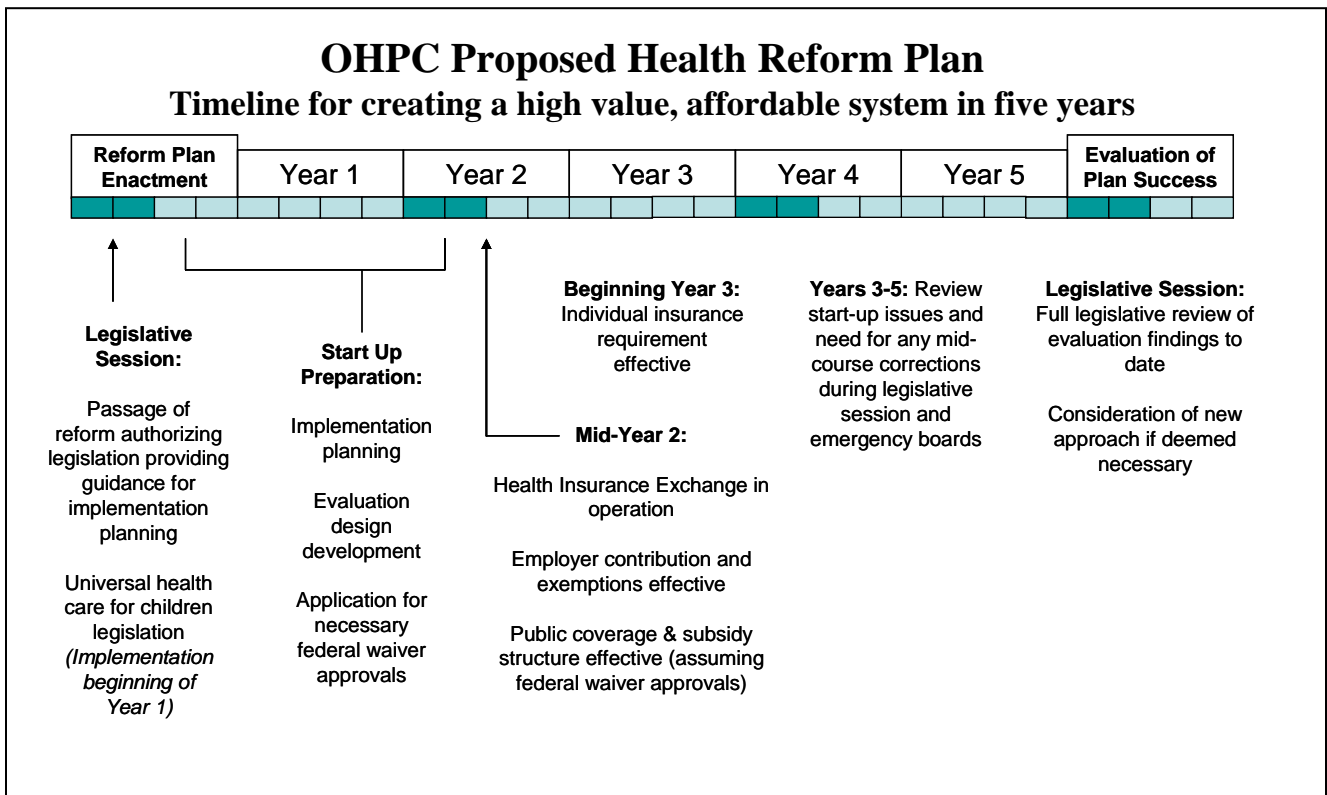 OHPC Proposed Health Reform Plan
Timeline for creating a high value, affordable system in five years
Reform Plan
Enactment
Year 1
Year 2
Year 3
Year 4
Year 5
Evaluation of
Plan Success
Legislative
Session:
Passage of
reform authorizing
legislation providing
guidance for
implementation
planning
Universal health
care for children
legislation
(Implementation
beginning of
Year 1)
Start Up
Preparation:
Implementation
planning
Evaluation
design
development
Application for
necessary
federal waiver
approvals
Mid-Year 2:
Health Insurance Exchange in
operation
Employer contribution and
exemptions effective
Public coverage & subsidy
structure effective (assuming
federal waiver approvals)
Beginning Year 3:
Individual insurance
requirement
effective
Years 3-5: Review
start-up issues and
need for any mid-
course corrections
during legislative
session and
emergency boards
Legislative Session:
Full legislative review of
evaluation findings to
date
Consideration of new
approach if deemed
necessary